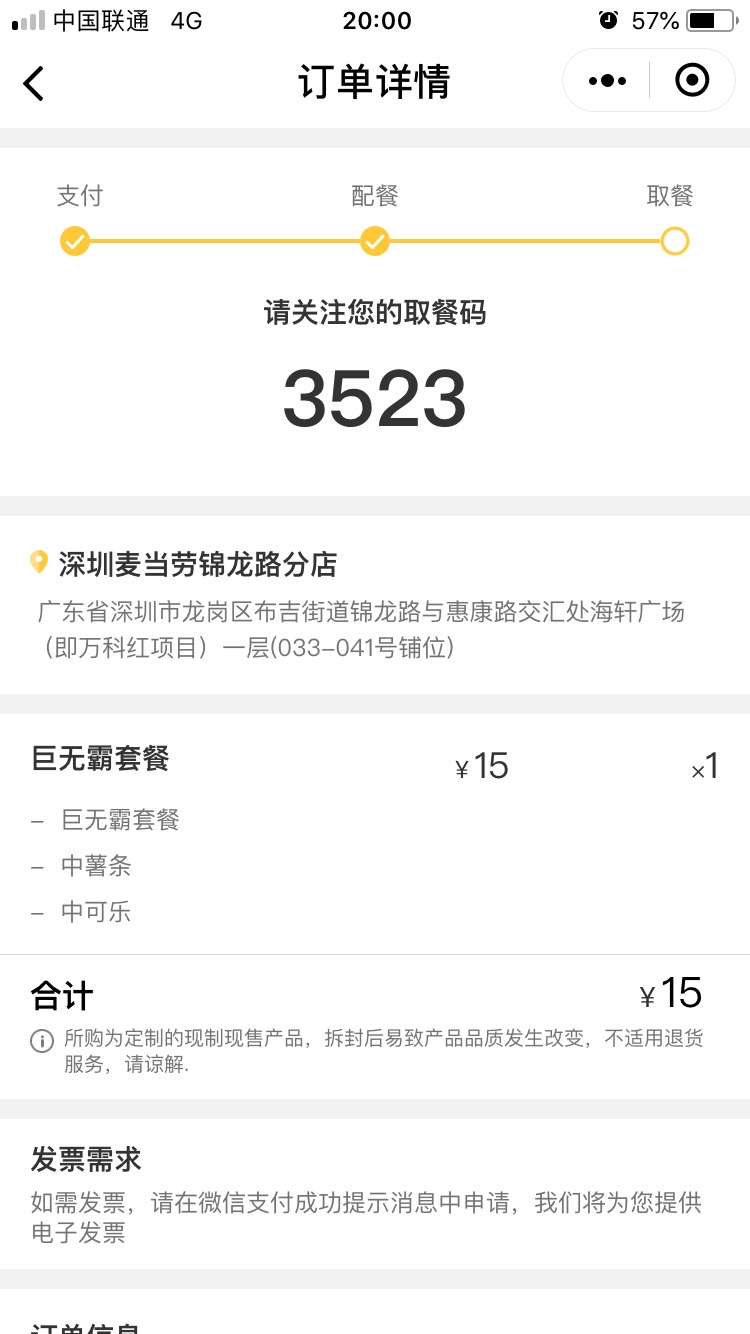 中国联通 4G 20:00 57%
订单详情
支付 配餐 取餐
请关注您的取餐码
3523
深圳麦当劳锦龙路分店
广东省深圳市龙岗区布吉街道锦龙路与惠康路交汇处海轩广场
（即万科红项目）一层(033-041号铺位)
巨无霸套餐 ¥15 ×1
– 巨无霸套餐
– 中薯条
– 中可乐
合计 ¥15
所购为定制的现制现售产品，拆封后易致产品品质发生改变，不适用退货
服务，请谅解.
发票需求
如需发票，请在微信支付成功提示消息中申请，我们将为您提供
电子发票
订单信息